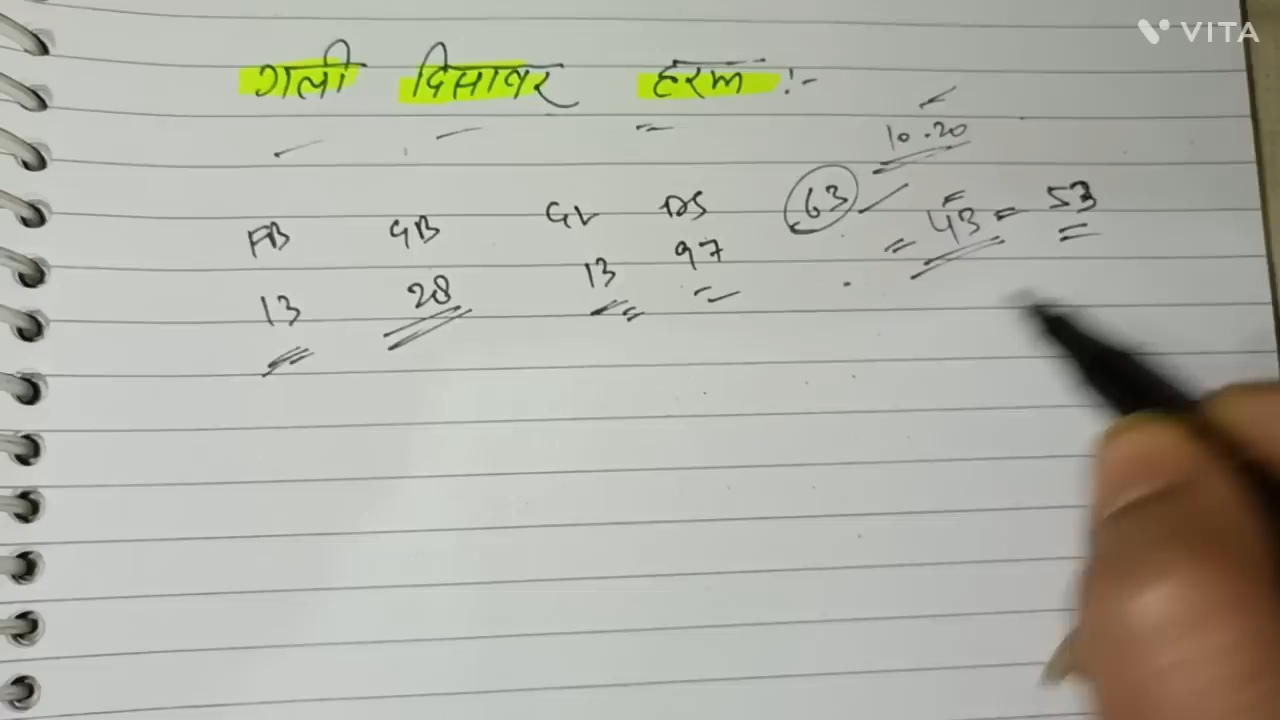 VITA
गली दिसावर हरूल :-
10.20
FB GB GL DS 63
= 43 = 53
13 28 13 97